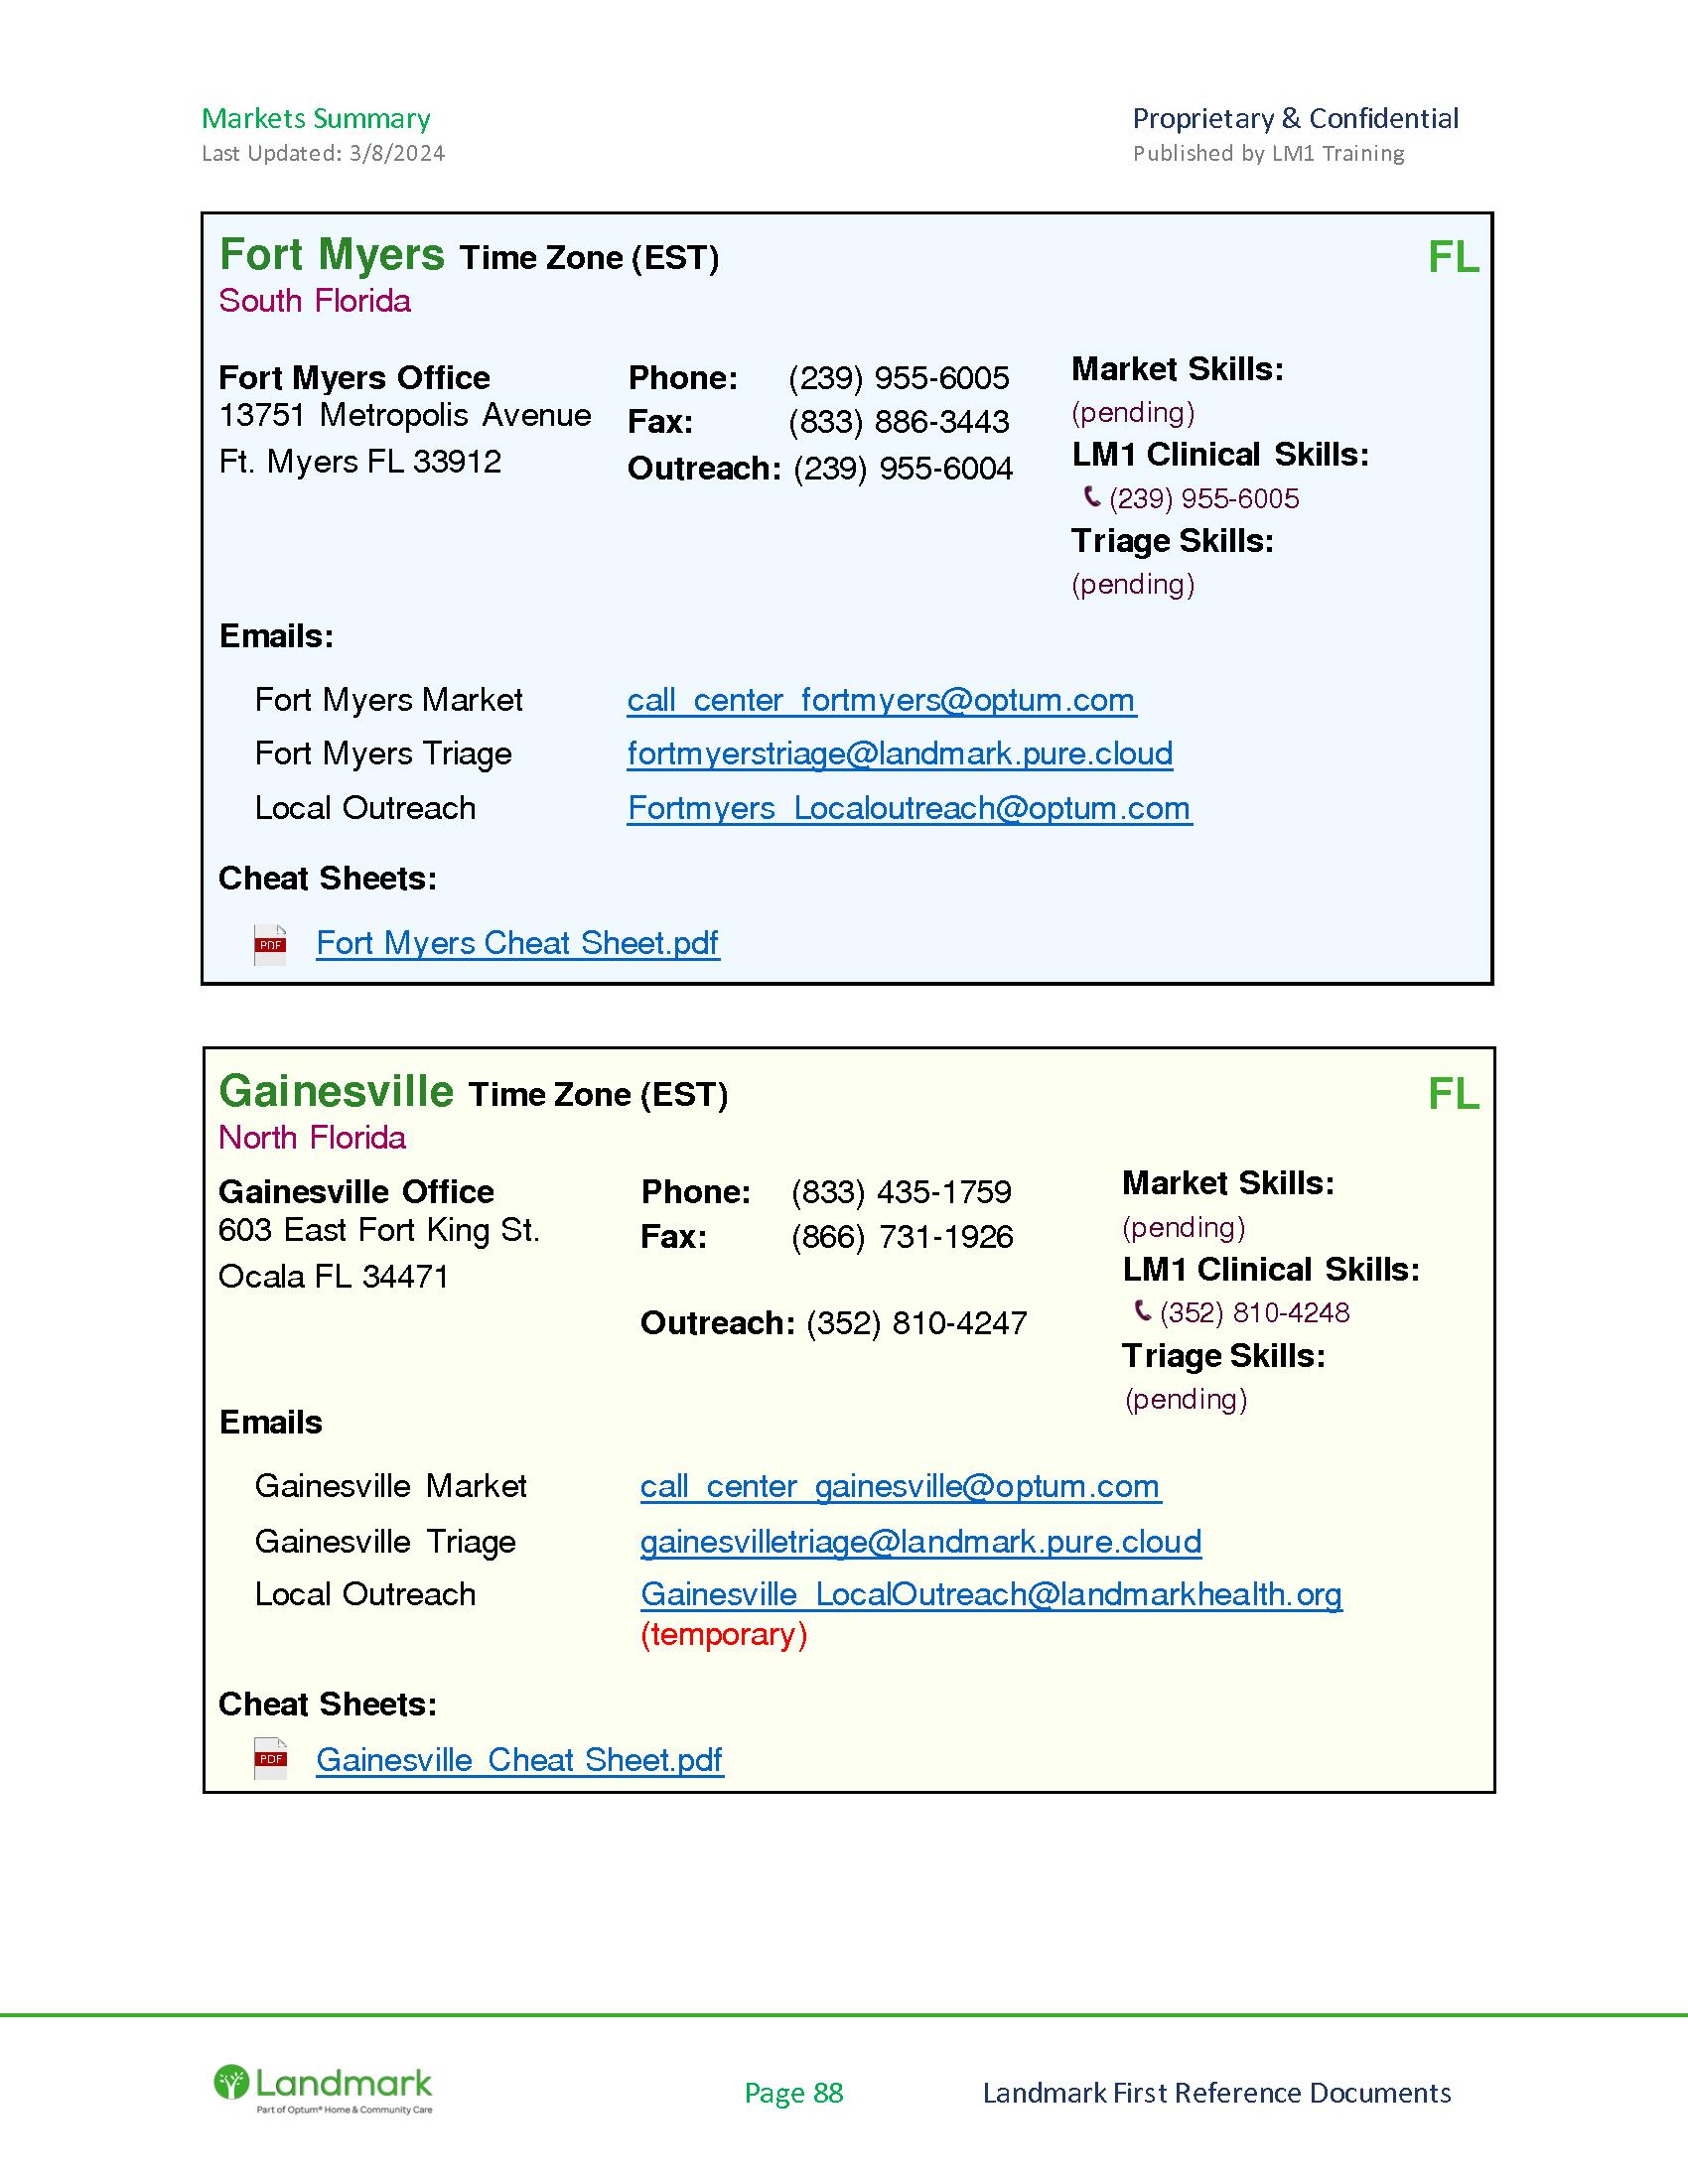 Markets Summary
Proprietary & Confidential
Last Updated: 3/8/2024
Published by LM1 Training
Fort Myers Time Zone (EST)
FL
South Florida
Fort Myers Office
13751 Metropolis Avenue
Ft. Myers FL 33912
Phone: (239) 955-6005
Fax: (833) 886-3443
Outreach: (239) 955-6004
Market Skills:
(pending)
LM1 Clinical Skills:
(239) 955-6005
Triage Skills:
(pending)
Emails:
Fort Myers Market call_center_fortmyers@optum.com
Fort Myers Triage fortmyerstriage@landmark.pure.cloud
Local Outreach Fortmyers_Localoutreach@optum.com
Cheat Sheets:
PDF Fort Myers Cheat Sheet.pdf
Gainesville Time Zone (EST)
FL
North Florida
Gainesville Office
603 East Fort King St.
Ocala FL 34471
Phone: (833) 435-1759
Fax: (866) 731-1926
Outreach: (352) 810-4247
Market Skills:
(pending)
LM1 Clinical Skills:
(352) 810-4248
Triage Skills:
(pending)
Emails
Gainesville Market call_center_gainesville@optum.com
Gainesville Triage gainesvilletriage@landmark.pure.cloud
Local Outreach Gainesville_LocalOutreach@landmarkhealth.org
(temporary)
Cheat Sheets:
PDF Gainesville Cheat Sheet.pdf
Landmark
Part of Optum® Home & Community Care
Page 88
Landmark First Reference Documents